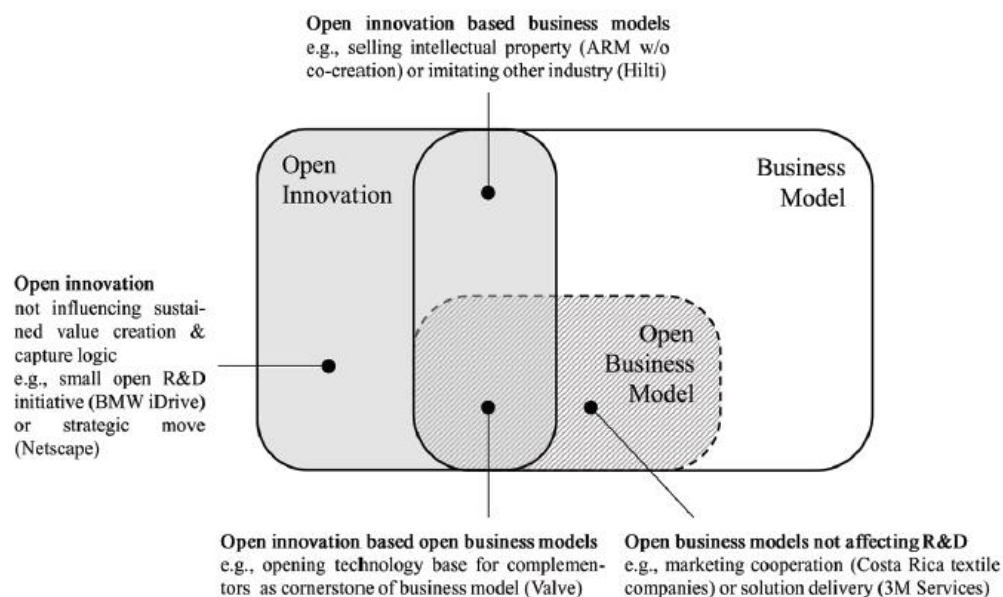 Open innovation based business models
e.g., selling intellectual property (ARM w/o
co-creation) or imitating other industry (Hilti)
Open
Innovation
Business
Model
Open innovation
not influencing sustai-
ned value creation &
capture logic
e.g., small open R&D
initiative (BMW iDrive)
or strategic move
(Netscape)
Open
Business
Model
Open innovation based open business models
e.g., opening technology base for complemen-
tors as cornerstone of business model (Valve)
Open business models not affecting R&D
e.g., marketing cooperation (Costa Rica textile
companies) or solution delivery (3M Services)